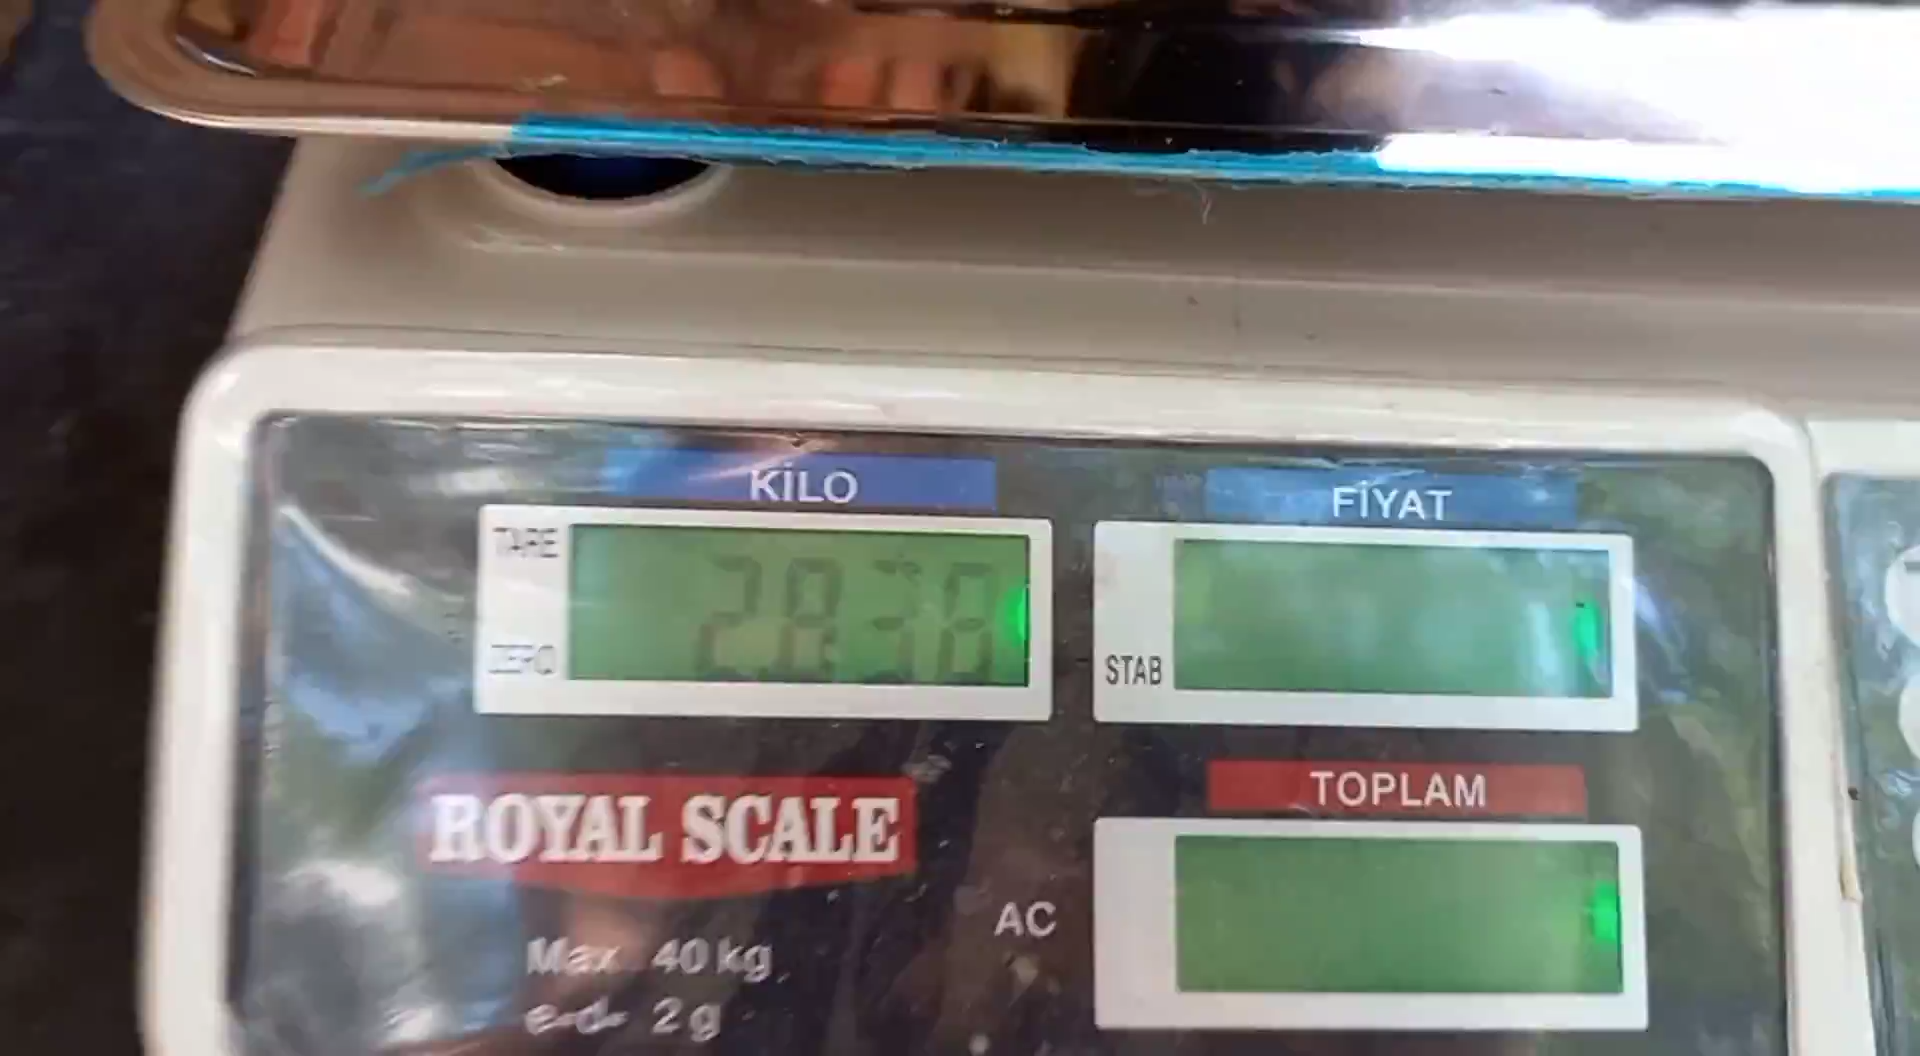 KİLO
FİYAT
TARE
2.838
ZERO
STAB
ROYAL SCALE
TOPLAM
AC
Max 40 kg
e=d= 2 g